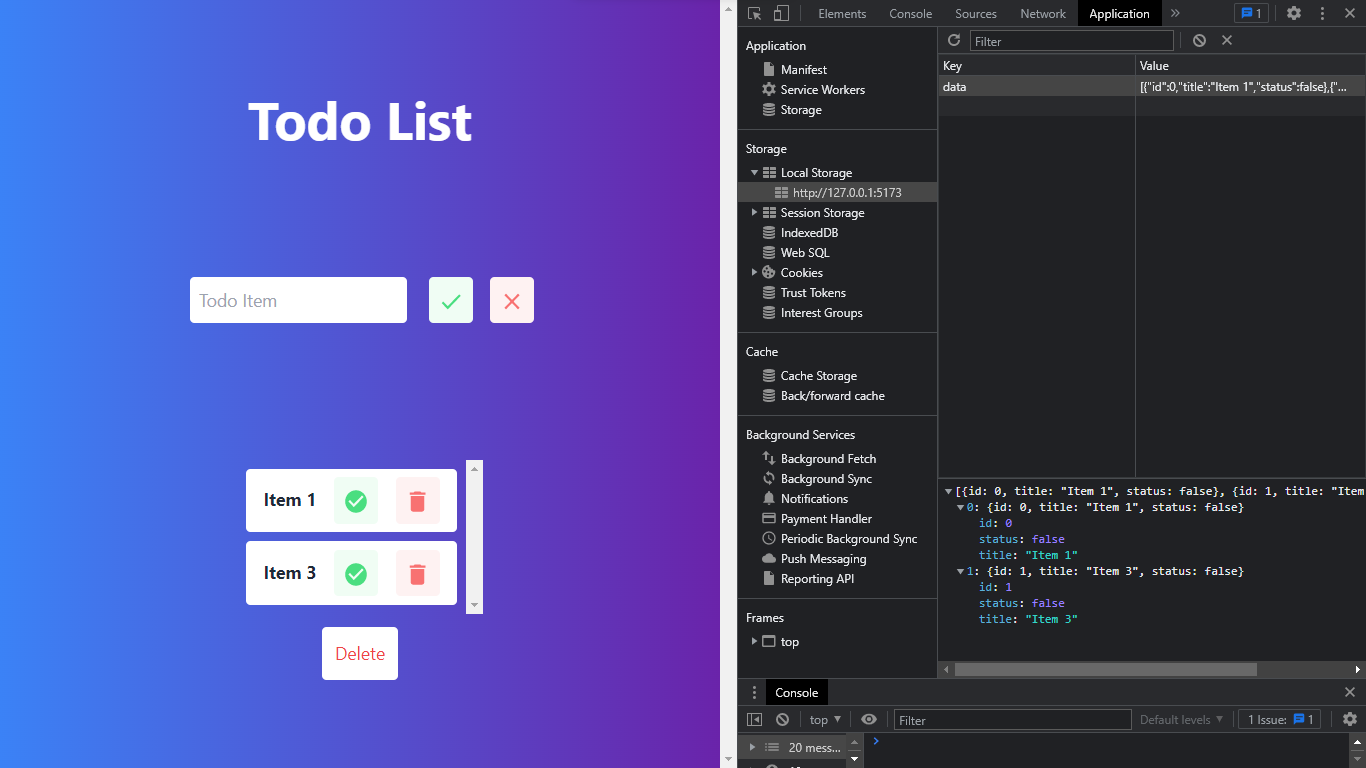 Todo List
Todo Item
Item 1
Item 3
Delete
Elements Console Sources Network Application » 1
Application
Manifest
Service Workers
Storage
Storage
Local Storage
http://127.0.0.1:5173
Session Storage
IndexedDB
Web SQL
Cookies
Trust Tokens
Interest Groups
Cache
Cache Storage
Back/forward cache
Background Services
Background Fetch
Background Sync
Notifications
Payment Handler
Periodic Background Sync
Push Messaging
Reporting API
Frames
top
Filter
Key Value
data [{"id":0,"title":"Item 1","status":false},{"...
[{id: 0, title: "Item 1", status: false}, {id: 1, title: "Item
0: {id: 0, title: "Item 1", status: false}
id: 0
status: false
title: "Item 1"
1: {id: 1, title: "Item 3", status: false}
id: 1
status: false
title: "Item 3"
Console
top Filter Default levels 1 Issue: 1
20 mess...